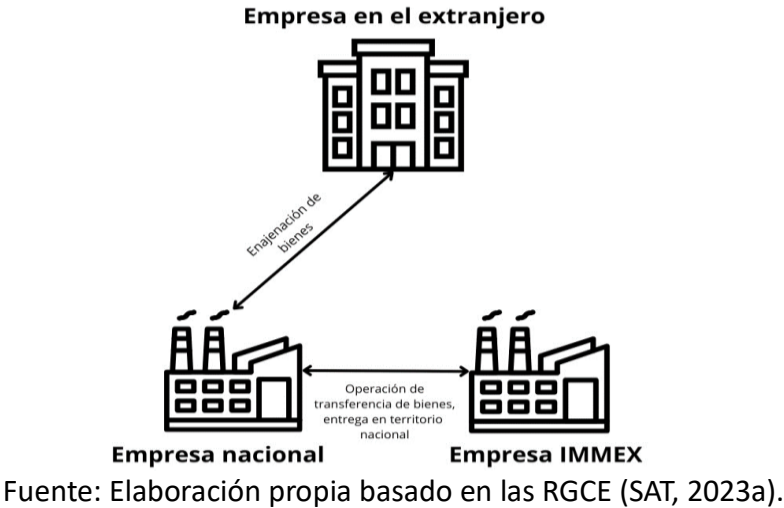 Empresa en el extranjero
Enajenación de
bienes
Operación de
transferencia de bienes,
entrega en territorio
nacional
Empresa nacional
Empresa IMMEX
Fuente: Elaboración propia basado en las RGCE (SAT, 2023a).